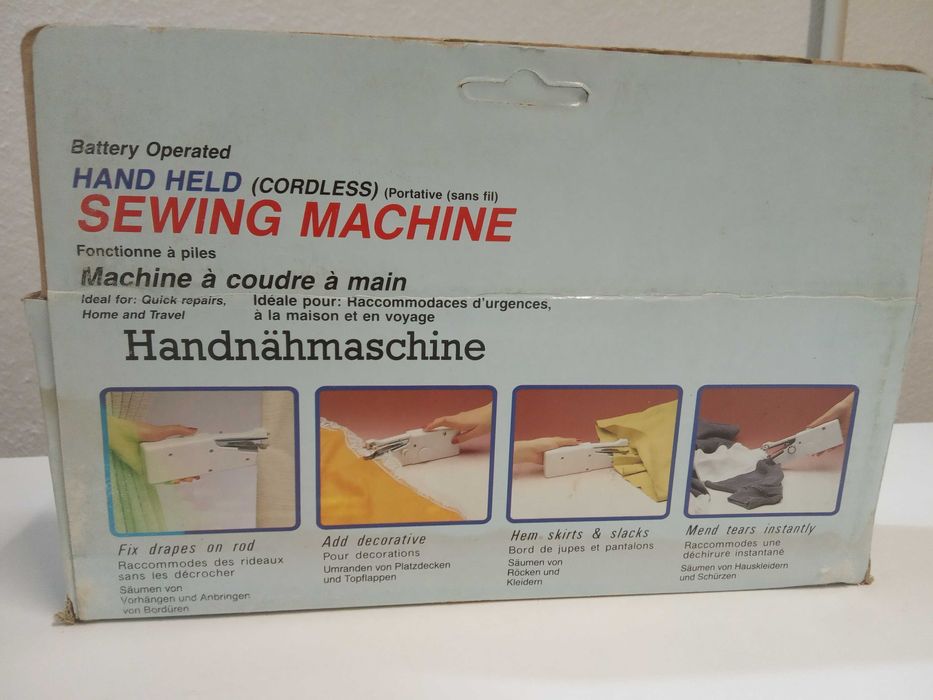 Battery Operated
HAND HELD (CORDLESS) (Portative (sans fil)
SEWING MACHINE
Fonctionne à piles
Machine à coudre à main
Ideal for: Quick repairs,
Home and Travel
Idéale pour: Raccommodaces d'urgences,
à la maison et en voyage
Handnähmaschine
Fix drapes on rod
Raccommodes des rideaux
sans les décrocher
Säumen von
Vorhängen und Anbringen
von Bordüren
Add decorative
Pour decorations
Umranden von Platzdecken
und Topflappen
Hem skirts & slacks
Bord de jupes et pantalons
Säumen von
Röcken und
Kleidern
Mend tears instantly
Raccommodes une
déchirure instantané
Säumen von Hauskleidern
und Schürzen